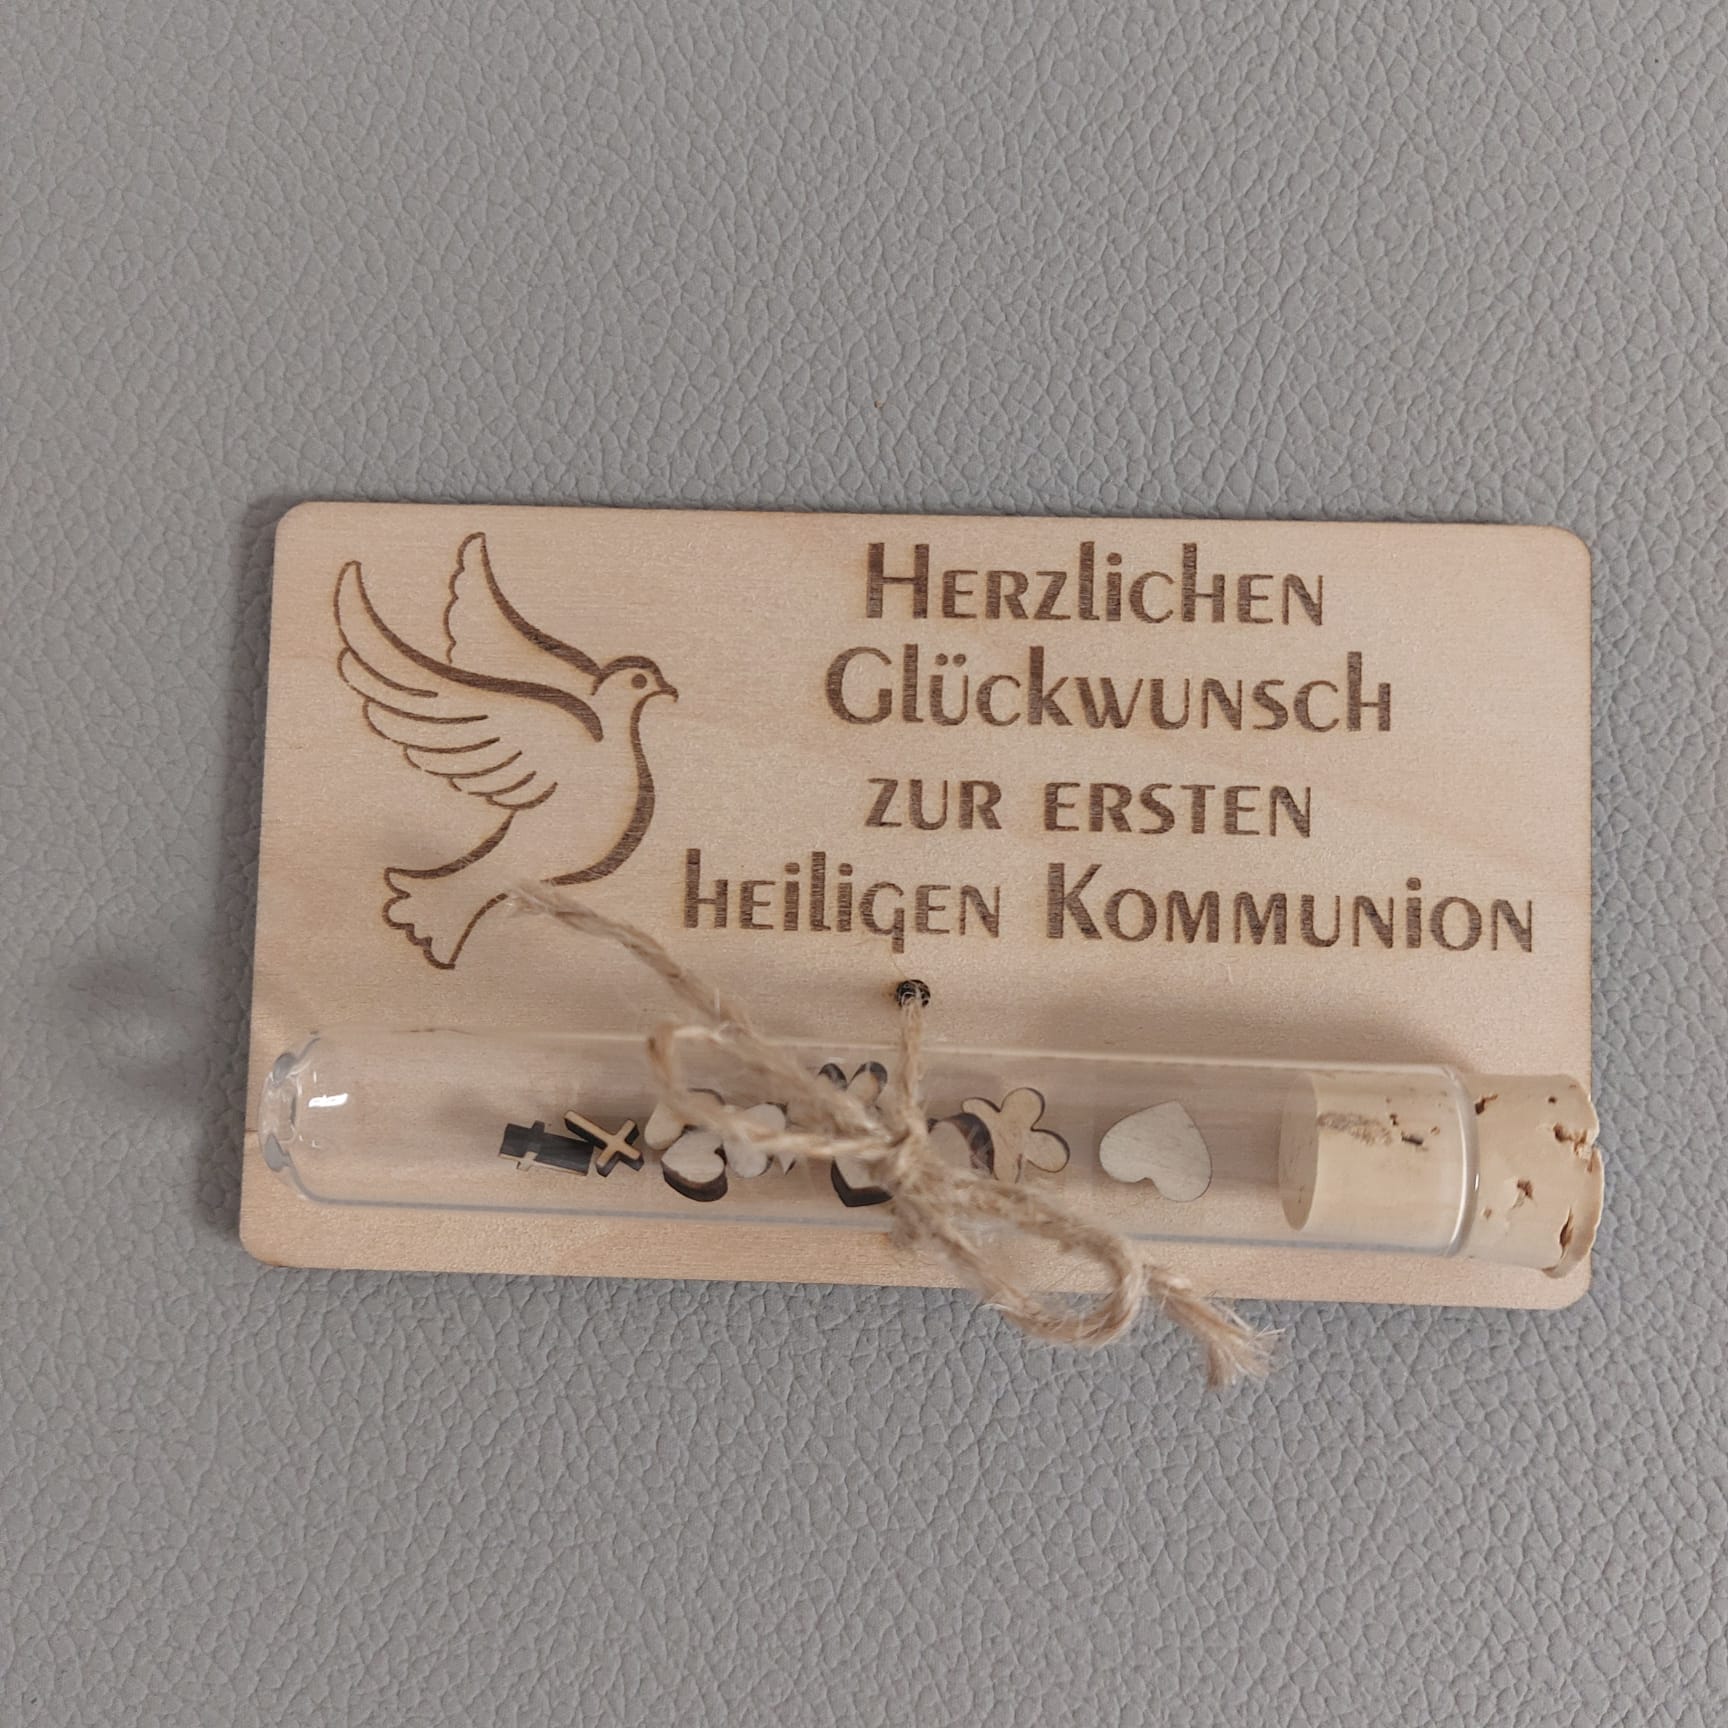 Herzlichen
Glückwunsch
zur ersten
heiligen Kommunion